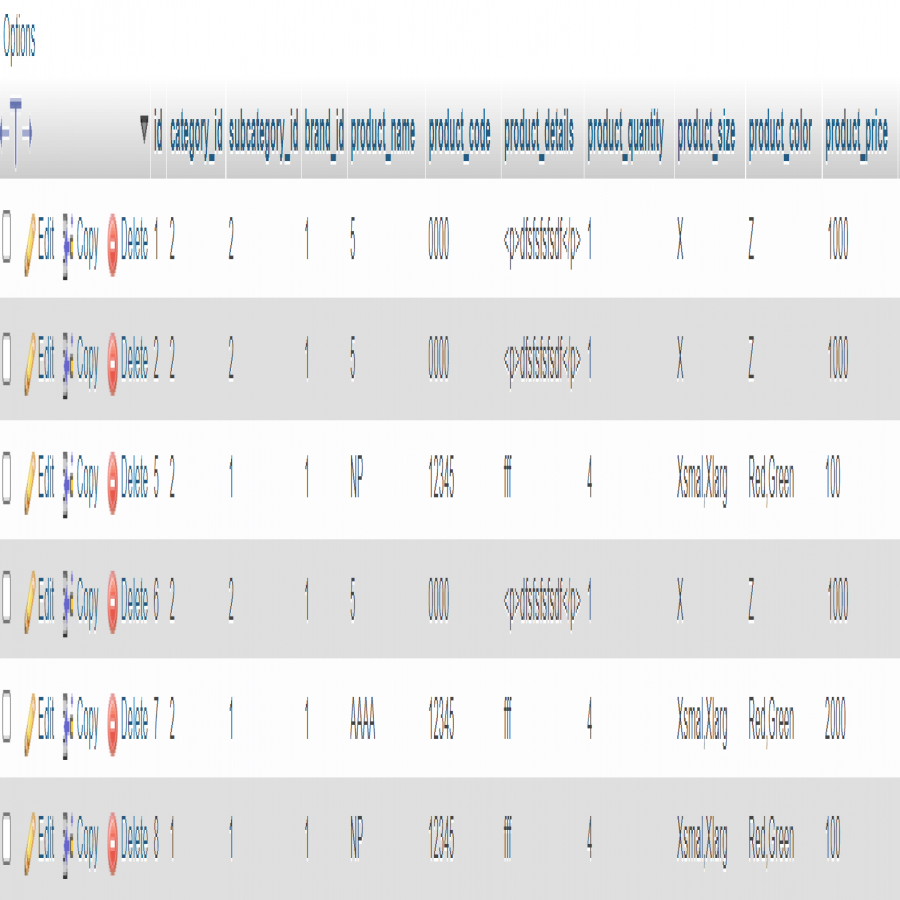 Options
id category_id subcategory_id brand_id product_name product_code product_details product_quantity product_size product_color product_price
Edit Copy Delete 1 2 2 1 5 0000 <p>dfsfsfsfsdf</p> 1 X Z 1000
Edit Copy Delete 2 2 2 1 5 0000 <p>dfsfsfsfsdf</p> 1 X Z 1000
Edit Copy Delete 5 2 1 1 NP 12345 fff 4 Xsmal,Xlarg Red,Green 100
Edit Copy Delete 6 2 2 1 5 0000 <p>dfsfsfsfsdf</p> 1 X Z 1000
Edit Copy Delete 7 2 1 1 AAAA 12345 fff 4 Xsmal,Xlarg Red,Green 2000
Edit Copy Delete 8 1 1 1 NP 12345 fff 4 Xsmal,Xlarg Red,Green 100